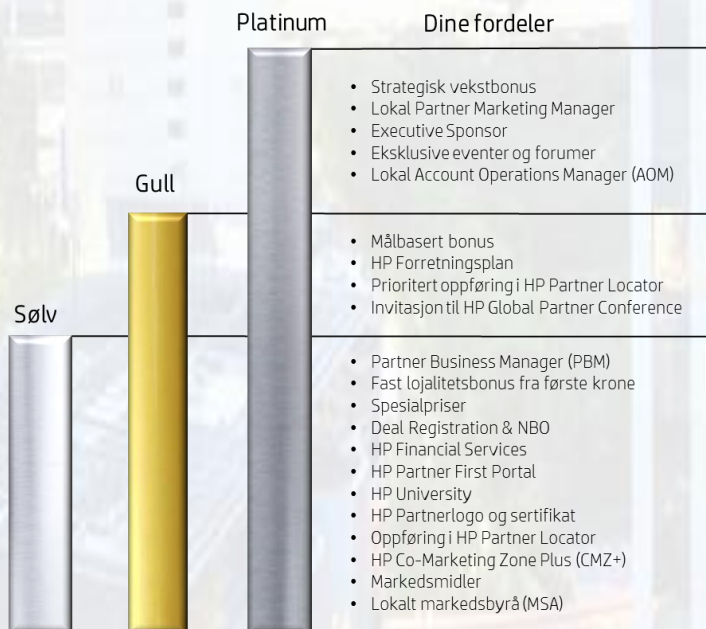 Platinum
Dine fordeler
• Strategisk vekstbonus
• Lokal Partner Marketing Manager
• Executive Sponsor
• Eksklusive eventer og forumer
• Lokal Account Operations Manager (AOM)
Gull
• Målbasert bonus
• HP Forretningsplan
• Prioritert oppføring i HP Partner Locator
• Invitasjon til HP Global Partner Conference
Sølv
• Partner Business Manager (PBM)
• Fast lojalitetsbonus fra første krone
• Spesialpriser
• Deal Registration & NBO
• HP Financial Services
• HP Partner First Portal
• HP University
• HP Partnerlogo og sertifikat
• Oppføring i HP Partner Locator
• HP Co-Marketing Zone Plus (CMZ+)
• Markedsmidler
• Lokalt markedsbyrå (MSA)